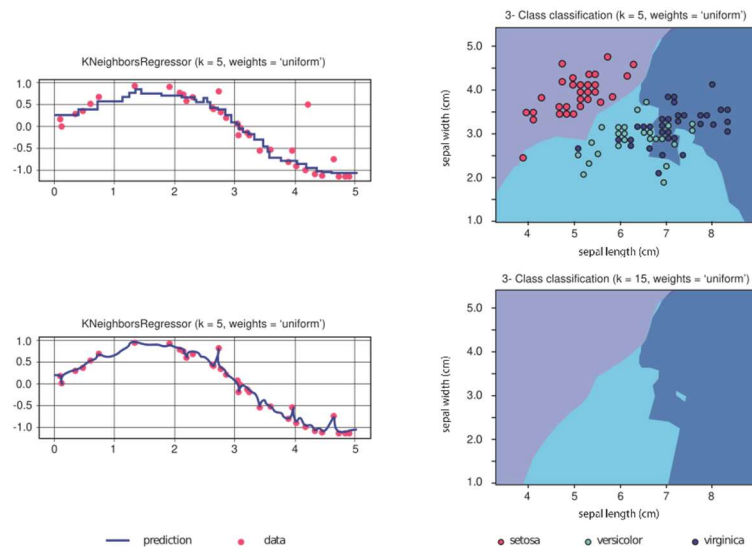 KNeighborsRegressor (k = 5, weights = ‘uniform’)
1.0
0.5
0.0
-0.5
-1.0
0 1 2 3 4 5
3- Class classification (k = 5, weights = ‘uniform’)
sepal width (cm)
5.0
4.0
3.0
2.0
1.0
4 5 6 7 8
sepal length (cm)
KNeighborsRegressor (k = 5, weights = ‘uniform’)
1.0
0.5
0.0
-0.5
-1.0
0 1 2 3 4 5
3- Class classification (k = 15, weights = ‘uniform’)
sepal width (cm)
5.0
4.0
3.0
2.0
1.0
4 5 6 7 8
sepal length (cm)
prediction data
setosa versicolor virginica